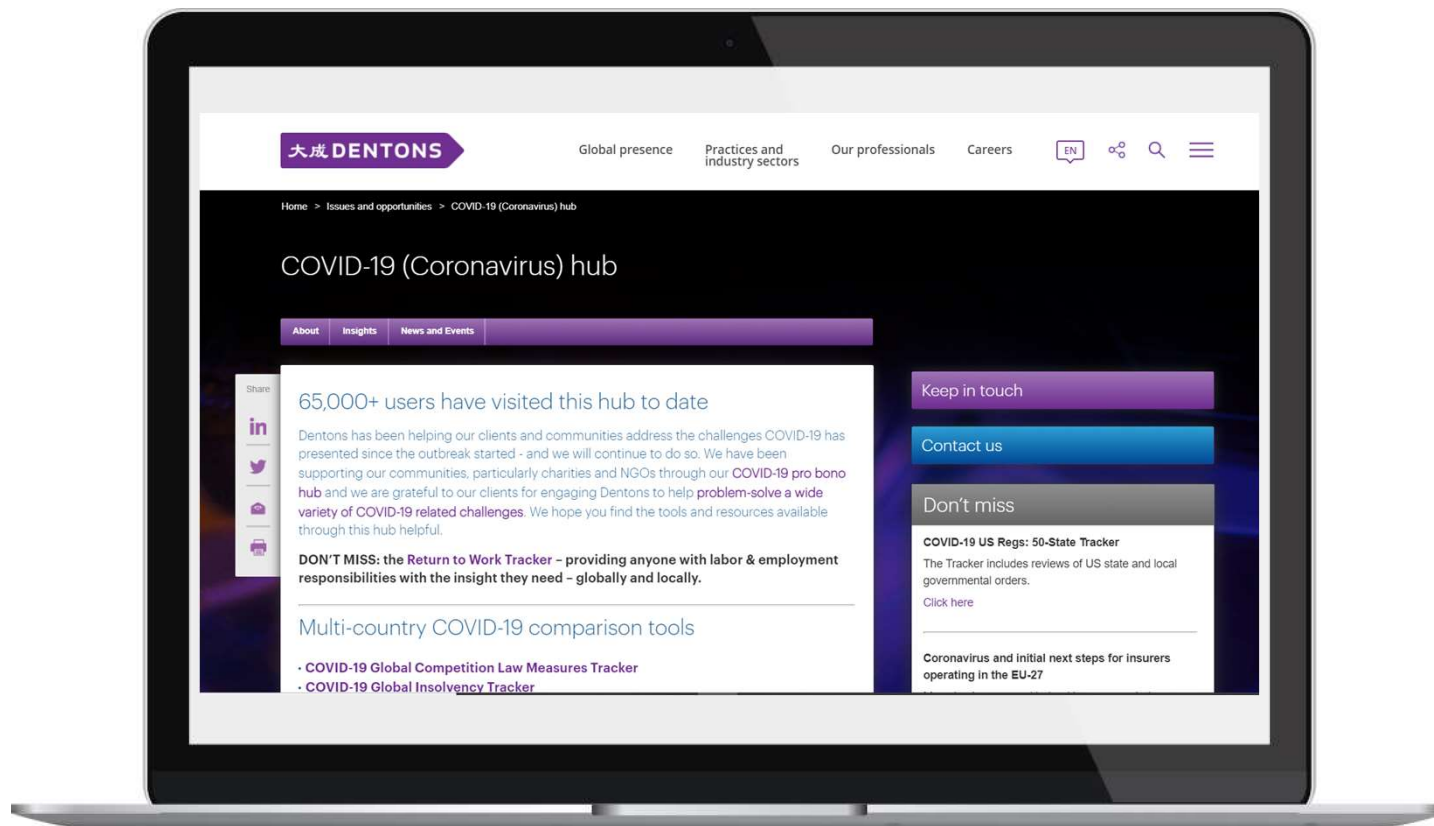 大成 DENTONS
Global presence
Practices and
industry sectors
Our professionals
Careers
EN
Home > Issues and opportunities > COVID-19 (Coronavirus) hub
COVID-19 (Coronavirus) hub
About
Insights
News and Events
Share
in
65,000+ users have visited this hub to date
Dentons has been helping our clients and communities address the challenges COVID-19 has
presented since the outbreak started - and we will continue to do so. We have been
supporting our communities, particularly charities and NGOs through our COVID-19 pro bono
hub and we are grateful to our clients for engaging Dentons to help problem-solve a wide
variety of COVID-19 related challenges. We hope you find the tools and resources available
through this hub helpful.
DON'T MISS: the Return to Work Tracker – providing anyone with labor & employment
responsibilities with the insight they need – globally and locally.
Multi-country COVID-19 comparison tools
· COVID-19 Global Competition Law Measures Tracker
· COVID-19 Global Insolvency Tracker
Keep in touch
Contact us
Don't miss
COVID-19 US Regs: 50-State Tracker
The Tracker includes reviews of US state and local
governmental orders.
Click here
Coronavirus and initial next steps for insurers
operating in the EU-27